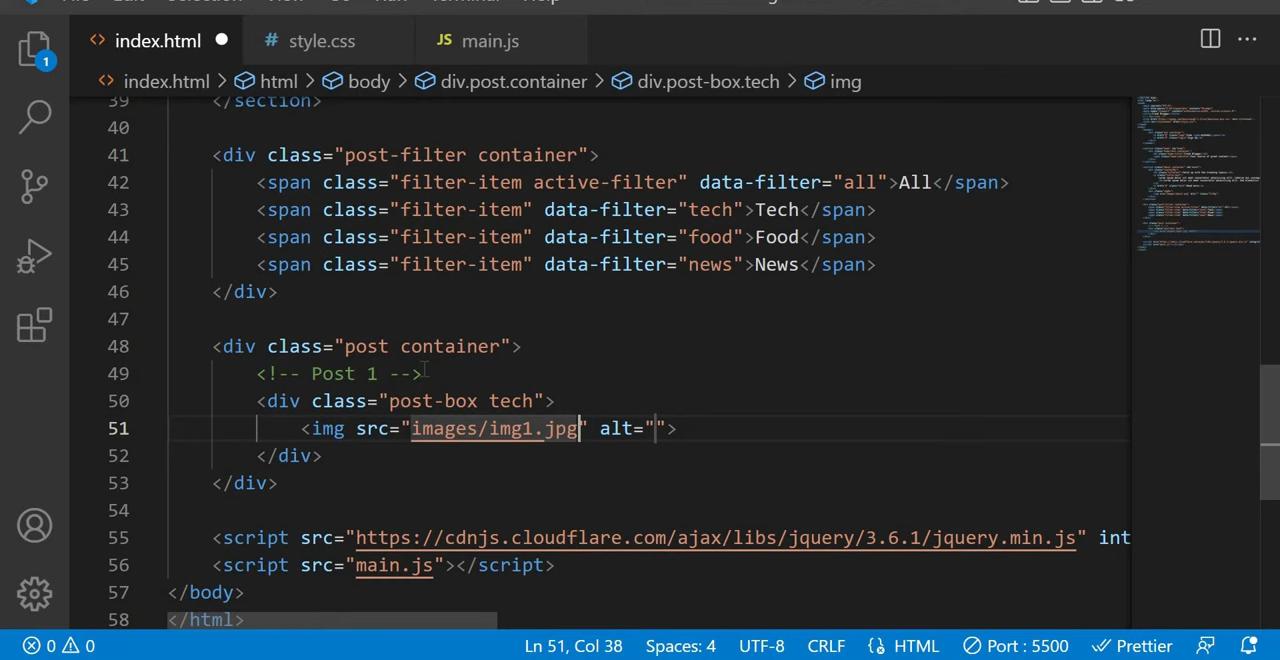 index.html
# style.css
JS main.js
1
index.html > html > body > div.post.container > div.post-box.tech > img
39 </section>
40
41 <div class="post-filter container">
42 <span class="filter-item active-filter" data-filter="all">All</span>
43 <span class="filter-item" data-filter="tech">Tech</span>
44 <span class="filter-item" data-filter="food">Food</span>
45 <span class="filter-item" data-filter="news">News</span>
46 </div>
47
48 <div class="post container">
49 <!-- Post 1 -->
50 <div class="post-box tech">
51 <img src="images/img1.jpg" alt="">
52 </div>
53 </div>
54
55 <script src="https://cdnjs.cloudflare.com/ajax/libs/jquery/3.6.1/jquery.min.js" int
56 <script src="main.js"></script>
57 </body>
58 </html>
0 0 Ln 51, Col 38 Spaces: 4 UTF-8 CRLF HTML Port : 5500 Prettier